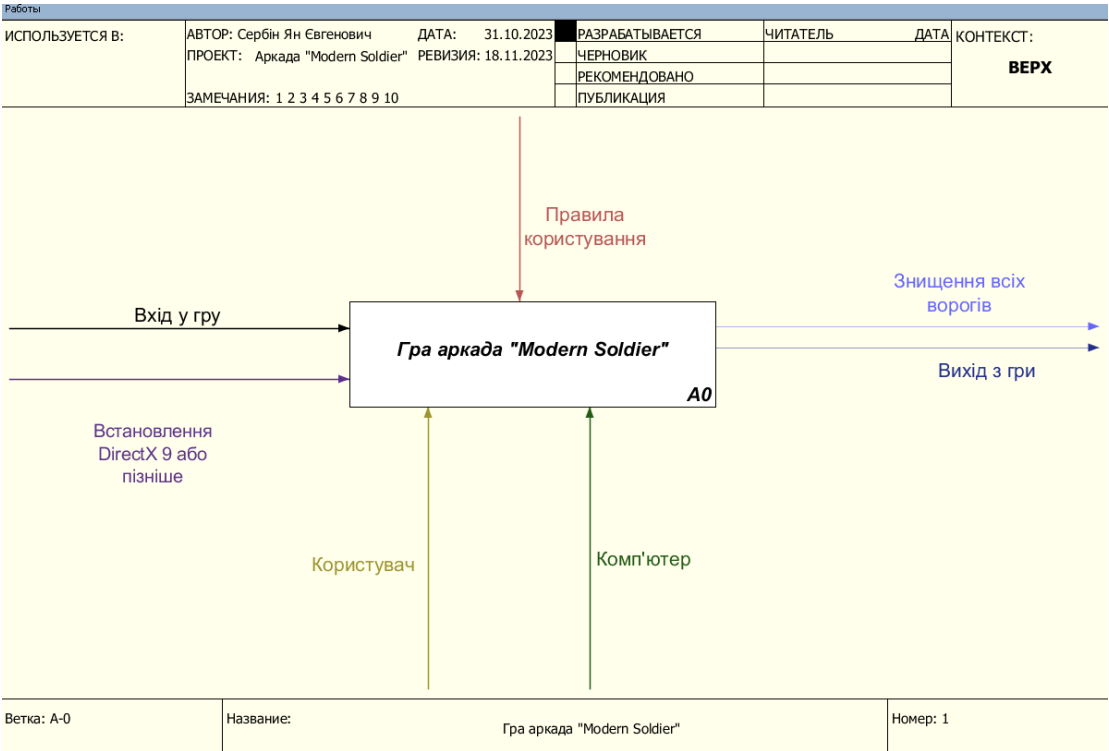 Работы
ИСПОЛЬЗУЕТСЯ В:
АВТОР: Сербін Ян Євгенович
ДАТА: 31.10.2023
ПРОЕКТ: Аркада "Modern Soldier"
РЕВИЗИЯ: 18.11.2023
ЗАМЕЧАНИЯ: 1 2 3 4 5 6 7 8 9 10
РАЗРАБАТЫВАЕТСЯ
ЧЕРНОВИК
РЕКОМЕНДОВАНО
ПУБЛИКАЦИЯ
ЧИТАТЕЛЬ
ДАТА
КОНТЕКСТ:
ВЕРХ
Правила
користування
Знищення всіх
ворогів
Вхід у гру
Гра аркада "Modern Soldier"
A0
Вихід з гри
Встановлення
DirectX 9 або
пізніше
Користувач
Комп'ютер
Ветка: A-0
Название:
Гра аркада "Modern Soldier"
Номер: 1